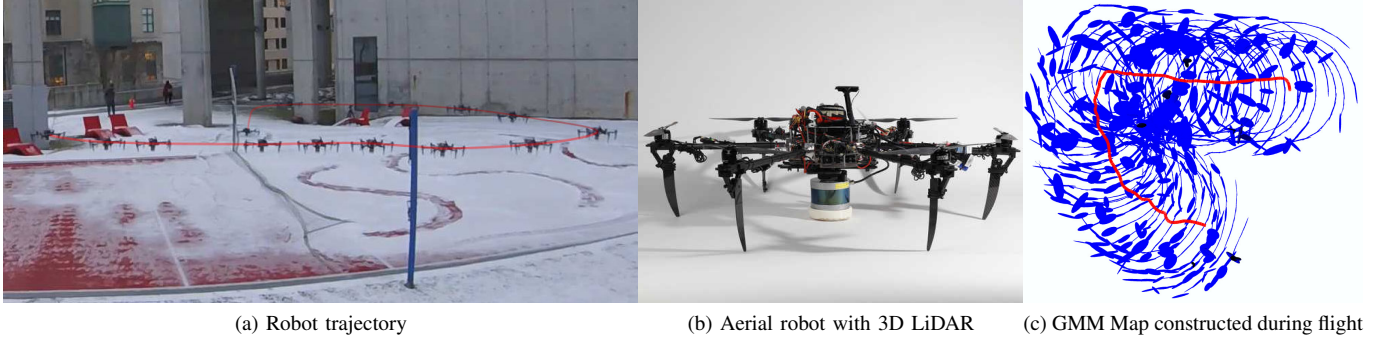 (a) Robot trajectory
(b) Aerial robot with 3D LiDAR
(c) GMM Map constructed during flight